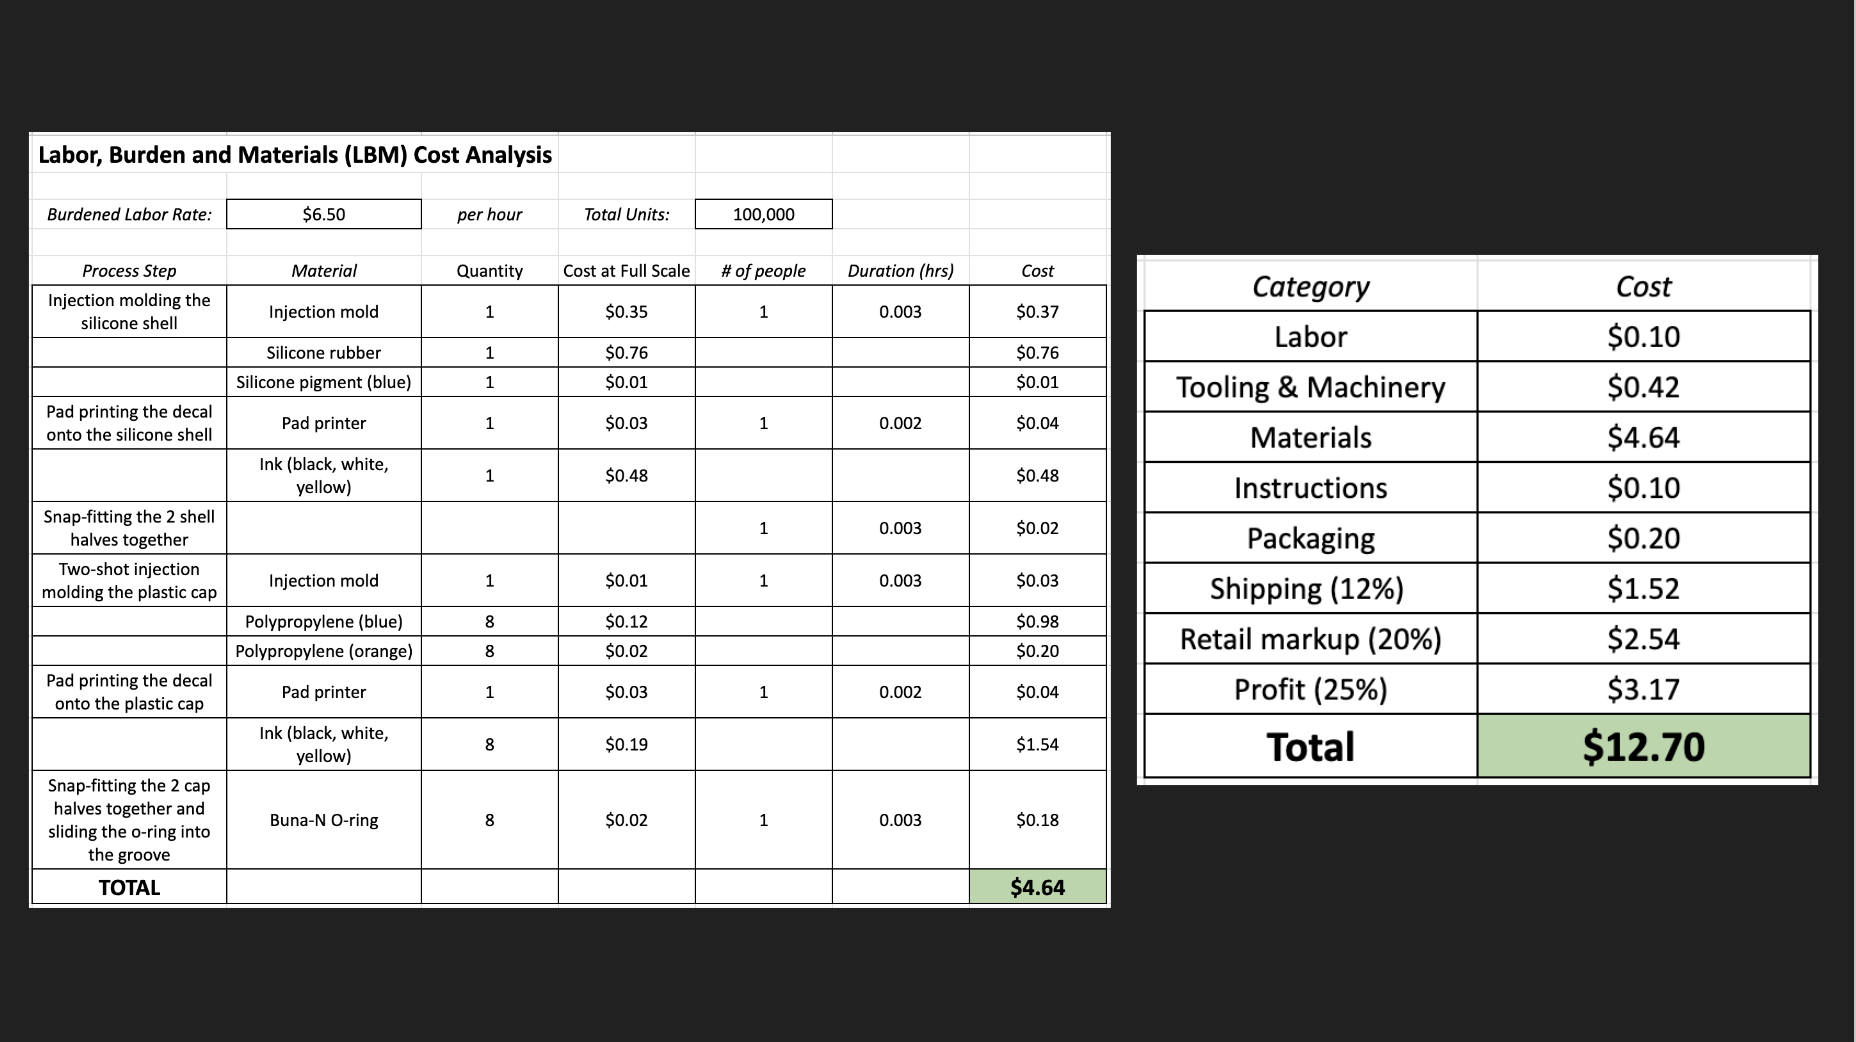 Labor, Burden and Materials (LBM) Cost Analysis
Burdened Labor Rate: $6.50 per hour Total Units: 100,000
Process Step Material Quantity Cost at Full Scale # of people Duration (hrs) Cost
Injection molding the
silicone shell
Injection mold 1 $0.35 1 0.003 $0.37
Silicone rubber 1 $0.76 $0.76
Silicone pigment (blue) 1 $0.01 $0.01
Pad printing the decal
onto the silicone shell
Pad printer 1 $0.03 1 0.002 $0.04
Ink (black, white,
yellow)
1 $0.48 $0.48
Snap-fitting the 2 shell
halves together
1 0.003 $0.02
Two-shot injection
molding the plastic cap
Injection mold 1 $0.01 1 0.003 $0.03
Polypropylene (blue) 8 $0.12 $0.98
Polypropylene (orange) 8 $0.02 $0.20
Pad printing the decal
onto the plastic cap
Pad printer 1 $0.03 1 0.002 $0.04
Ink (black, white,
yellow)
8 $0.19 $1.54
Snap-fitting the 2 cap
halves together and
sliding the o-ring into
the groove
Buna-N O-ring 8 $0.02 1 0.003 $0.18
TOTAL $4.64
Category Cost
Labor $0.10
Tooling & Machinery $0.42
Materials $4.64
Instructions $0.10
Packaging $0.20
Shipping (12%) $1.52
Retail markup (20%) $2.54
Profit (25%) $3.17
Total $12.70